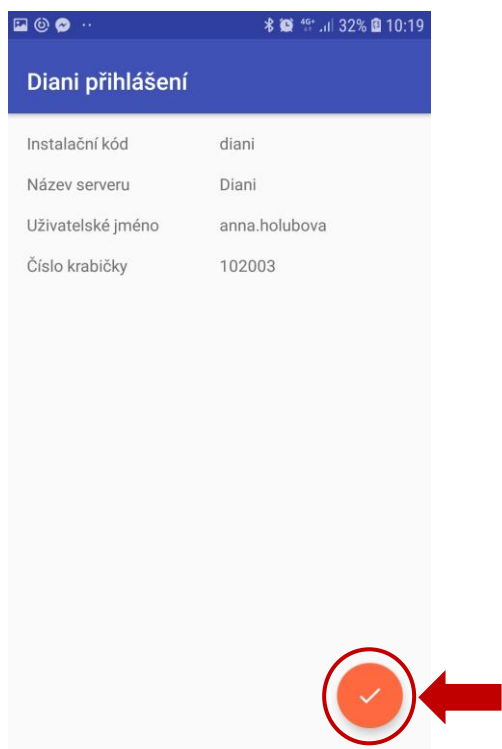 32% 10:19
Diani přihlášení
Instalační kód diani
Název serveru Diani
Uživatelské jméno anna.holubova
Číslo krabičky 102003